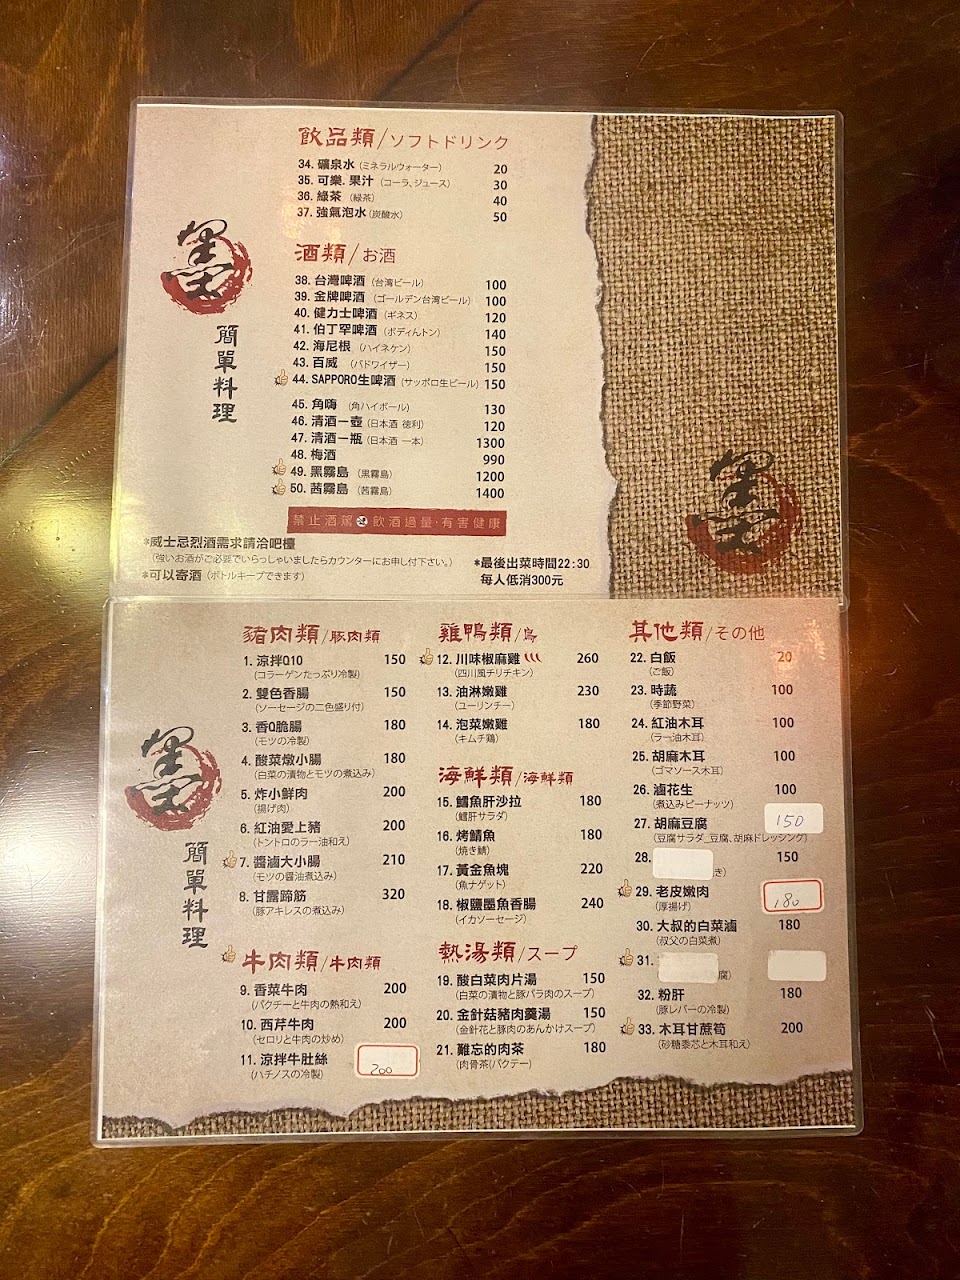 飲品類/ソフトドリンク
34. 礦泉水 (ミネラルウォーター) 20
35. 可樂.果汁 (コーラ、ジュース) 30
36. 綠茶 (緑茶) 40
37. 強氣泡水 (炭酸水) 50
酒類/お酒
38. 台灣啤酒 (台湾ビール) 100
39. 金牌啤酒 (ゴールデン台湾ビール) 100
40. 健力士啤酒 (ギネス) 120
41. 伯丁罕啤酒 (ボディんトン) 140
42. 海尼根 (ハイネケン) 150
43. 百威 (バドワイザー) 150
44. SAPPORO生啤酒 (サッポロ生ビール) 150
45. 角嗨 (角ハイボール) 130
46. 清酒一壺 (日本酒 徳利) 120
47. 清酒一瓶 (日本酒 一本) 1300
48. 梅酒 990
49. 黑霧島 (黒霧島) 1200
50. 茜霧島 (茜霧島) 1400
禁止酒駕 飲酒過量·有害健康
*威士忌烈酒需求請洽吧檯
(強いお酒がご必要でいらっしゃいましたらカウンターにお申し付下さい。)
*可以寄酒 (ボトルキープできます)
*最後出菜時間22:30
每人低消300元
墨
簡單料理
墨
豬肉類/豚肉類
1. 涼拌Q10 150
(コラーゲンたっぷり冷製)
2. 雙色香腸 150
(ソーセージの二色盛り付)
3. 香Q脆腸 180
(モツの冷製)
4. 酸菜燉小腸 180
(白菜の漬物とモツの煮込み)
5. 炸小鮮肉 200
(揚げ肉)
6. 紅油愛上豬 200
(トントロのラー油和え)
7. 醬滷大小腸 210
(モツの醤油煮込み)
8. 甘露蹄筋 320
(豚アキレスの煮込み)
牛肉類/牛肉類
9. 香菜牛肉 200
(パクチーと牛肉の熱和え)
10. 西芹牛肉 200
(セロリと牛肉の炒め)
11. 涼拌牛肚絲 200
(ハチノスの冷製)
雞鴨類/鳥
12. 川味椒麻雞 260
(四川風チリチキン)
13. 油淋嫩雞 230
(ユーリンチー)
14. 泡菜嫩雞 180
(キムチ鶏)
海鮮類/海鮮類
15. 鱈魚肝沙拉 180
(鱈肝サラダ)
16. 烤鯖魚 180
(焼き鯖)
17. 黃金魚塊 220
(魚ナゲット)
18. 椒鹽墨魚香腸 240
(イカソーセージ)
熱湯類/スープ
19. 酸白菜肉片湯 150
(白菜の漬物と豚バラ肉のスープ)
20. 金針菇豬肉羹湯 150
(金針花と豚肉のあんかけスープ)
21. 難忘的肉茶 180
(肉骨茶(バクテー)
其他類/その他
22. 白飯 20
(ご飯)
23. 時蔬 100
(季節野菜)
24. 紅油木耳 100
(ラー油木耳)
25. 胡麻木耳 100
(ゴマソース木耳)
26. 滷花生 100
(煮込みピーナッツ)
27. 胡麻豆腐 150
(豆腐サラダ_豆腐、胡麻ドレッシング)
28. 150
き)
29. 老皮嫩肉 180
(厚揚げ)
30. 大叔的白菜滷 180
(叔父の白菜煮)
31.
腐)
32. 粉肝 180
(豚レバーの冷製)
33. 木耳甘蔗筍 200
(砂糖黍芯と木耳和え)
墨
簡單料理